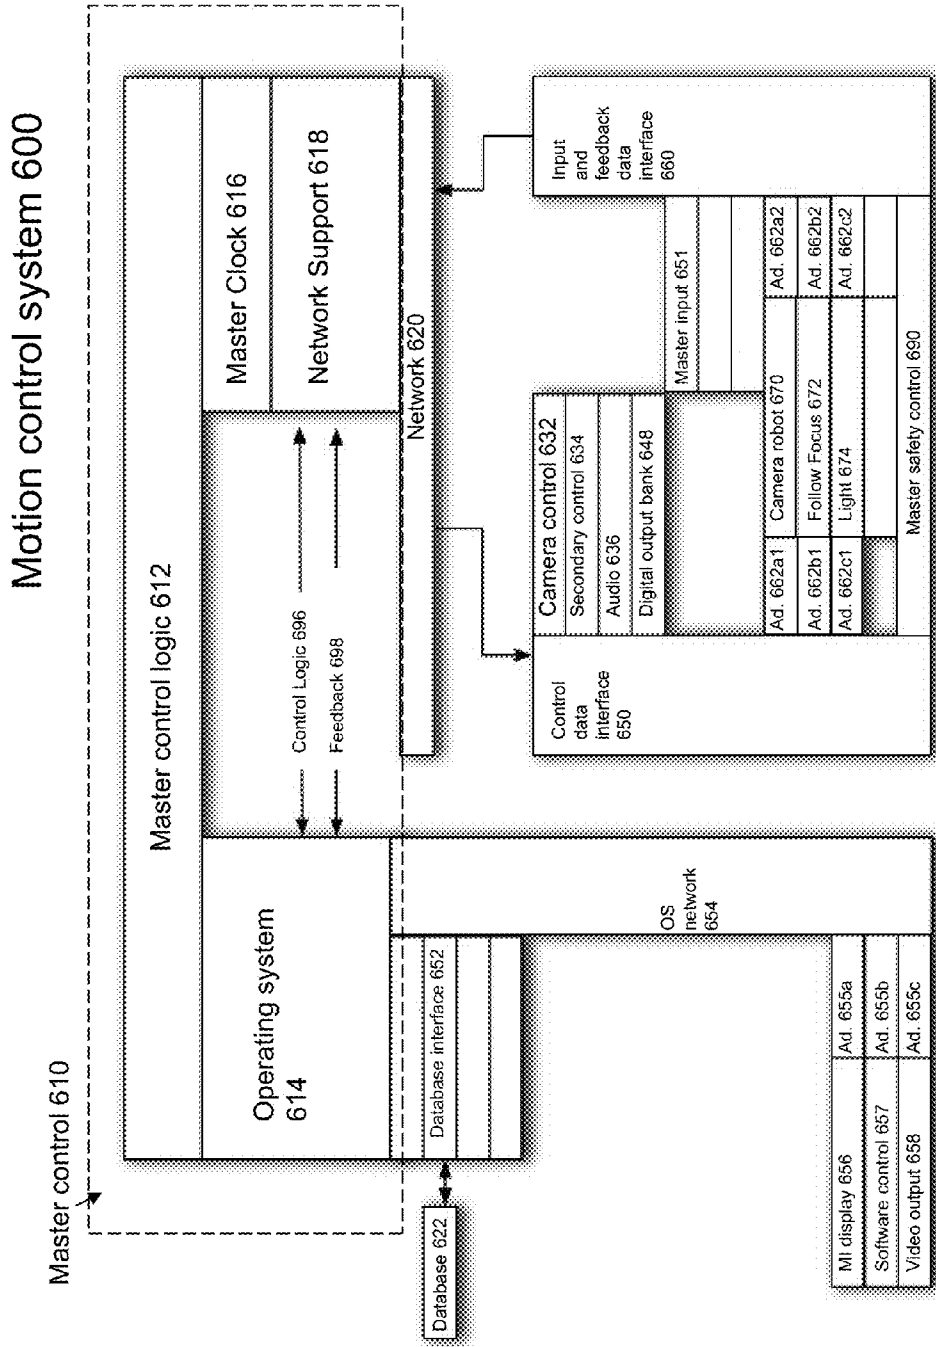 Motion control system 600
Master control 610
Master control logic 612
Operating system
614
Master Clock 616
Network Support 618
Control Logic 696
Feedback 698
Network 620
Database 622
Database interface 652
OS
network
654
MI display 656
Ad. 655a
Software control 657
Ad. 655b
Video output 658
Ad. 655c
Control
data
interface
650
Camera control 632
Secondary control 634
Audio 636
Digital output bank 648
Master input 651
Input
and
feedback
data
interface
660
Ad. 662a1
Camera robot 670
Ad. 662a2
Ad. 662b1
Follow Focus 672
Ad. 662b2
Ad. 662c1
Light 674
Ad. 662c2
Master safety control 690